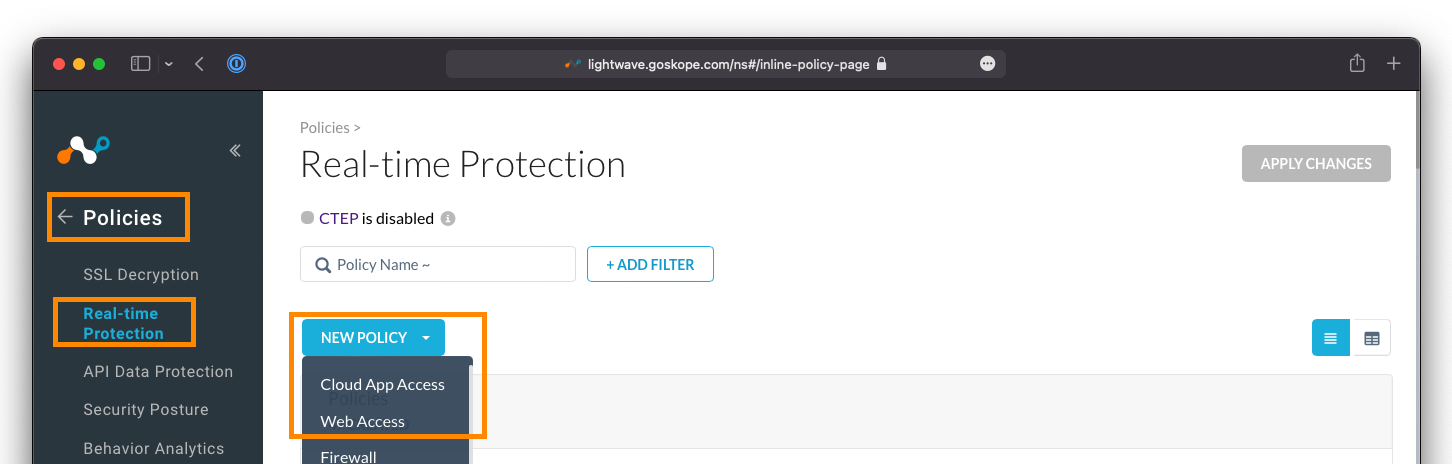 lightwave.goskope.com/ns#/inline-policy-page
Policies
SSL Decryption
Real-time
Protection
API Data Protection
Security Posture
Behavior Analytics
Policies >
Real-time Protection
APPLY CHANGES
CTEP is disabled
Policy Name ~
+ ADD FILTER
NEW POLICY
Cloud App Access
Policies
Web Access
Firewall